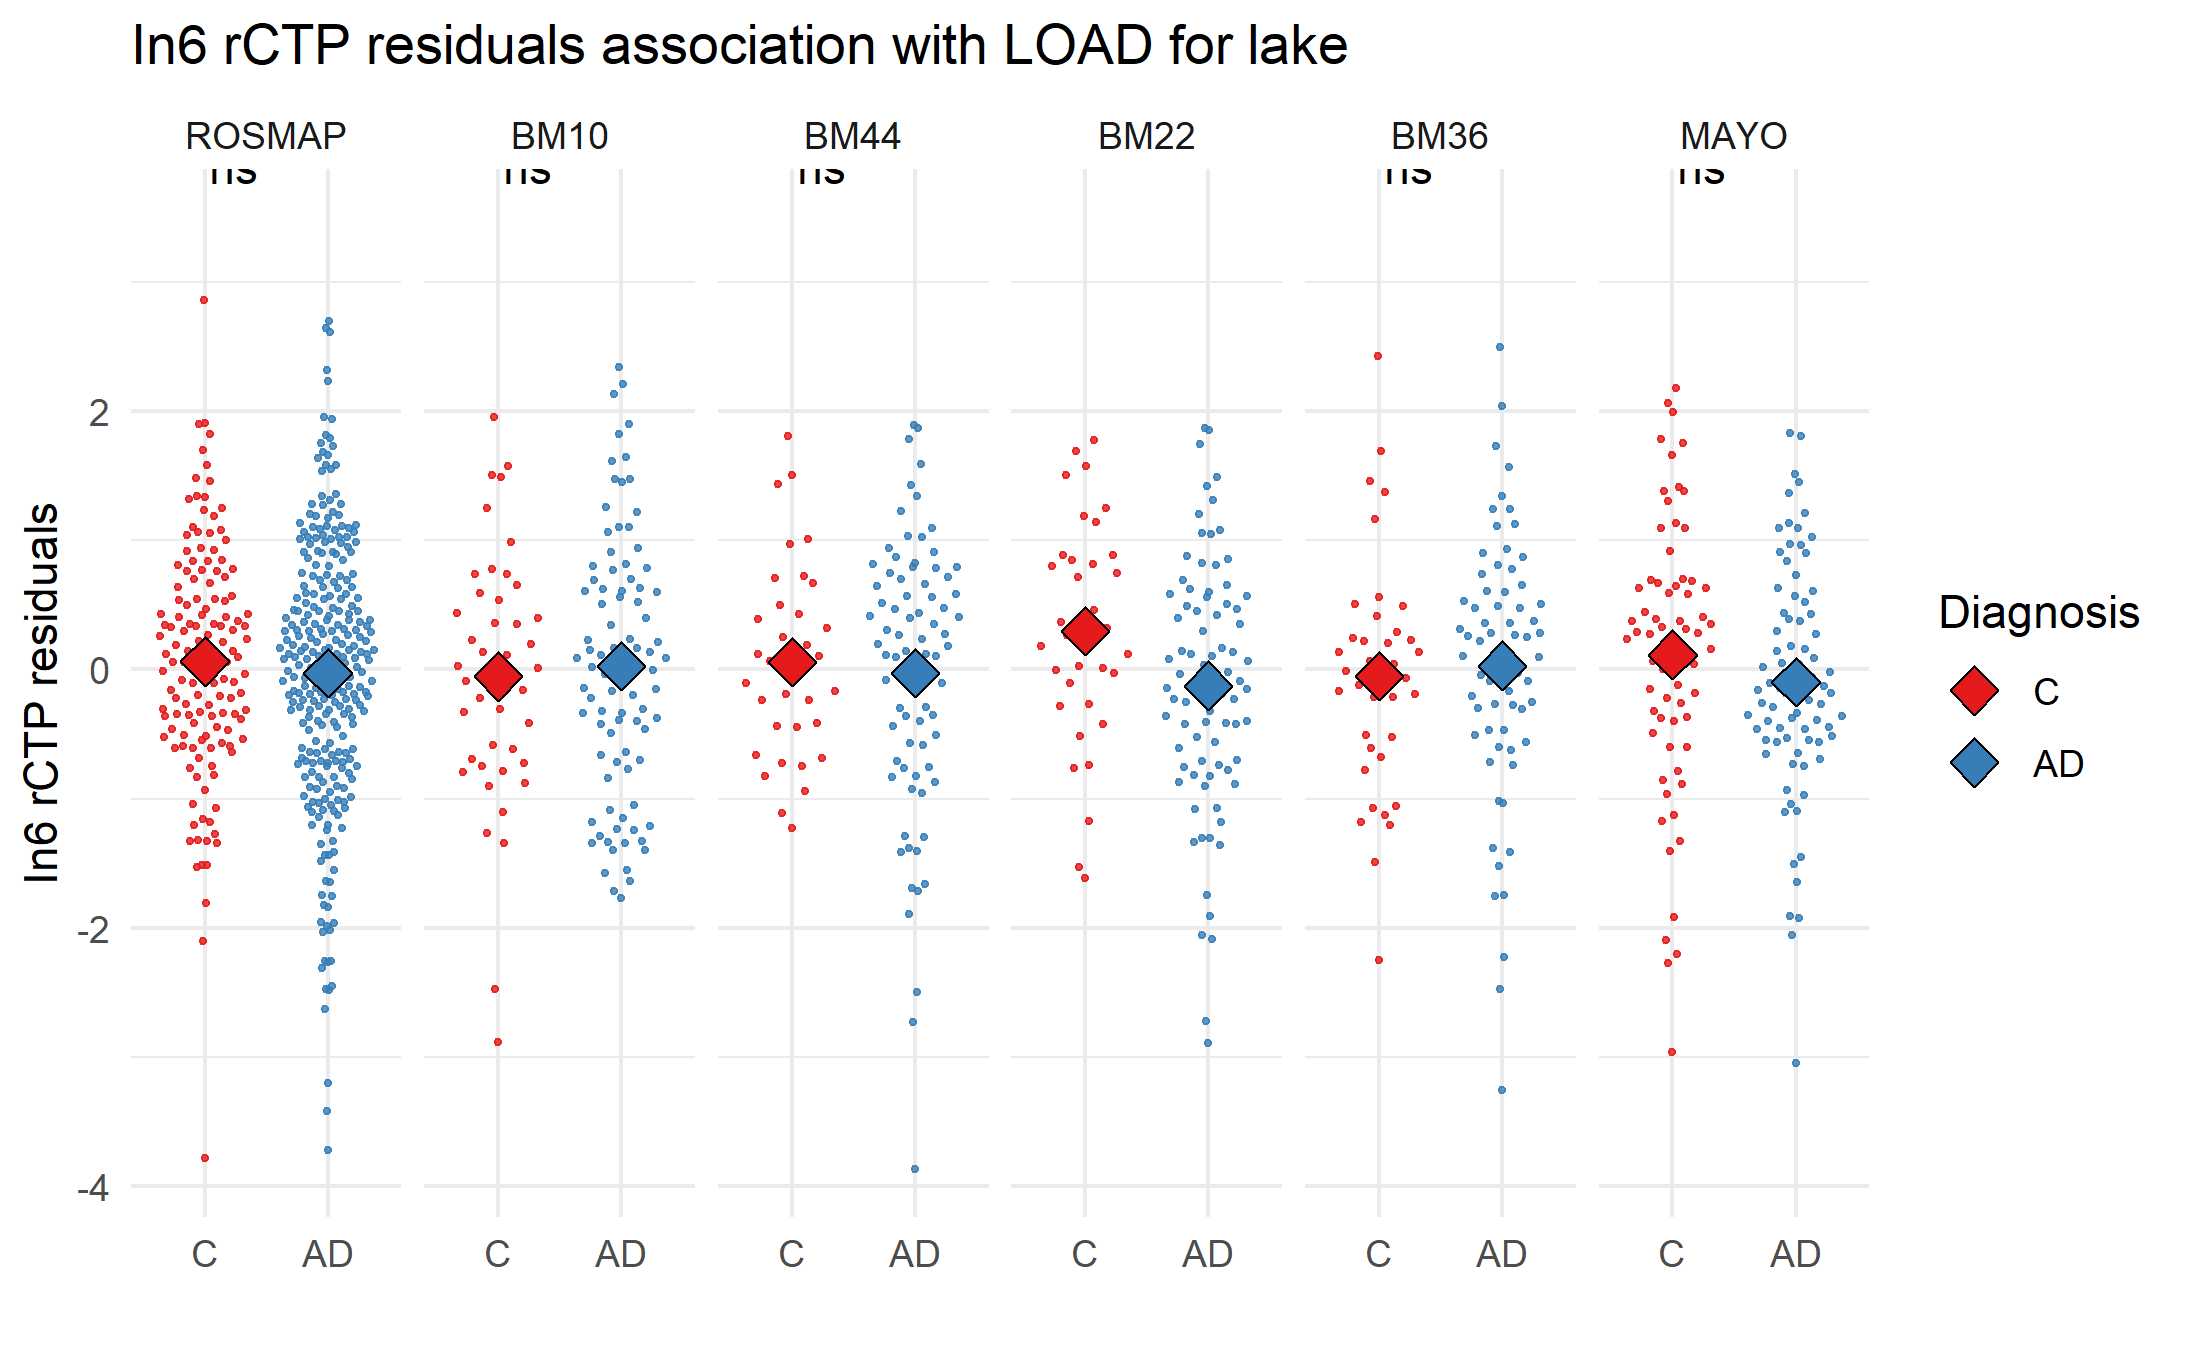 In6 rCTP residuals association with LOAD for lake
ROSMAP BM10 BM44 BM22 BM36 MAYO
ns ns ns ns ns
2
0
-2
-4
In6 rCTP residuals
C AD C AD C AD C AD C AD C AD
Diagnosis
C
AD